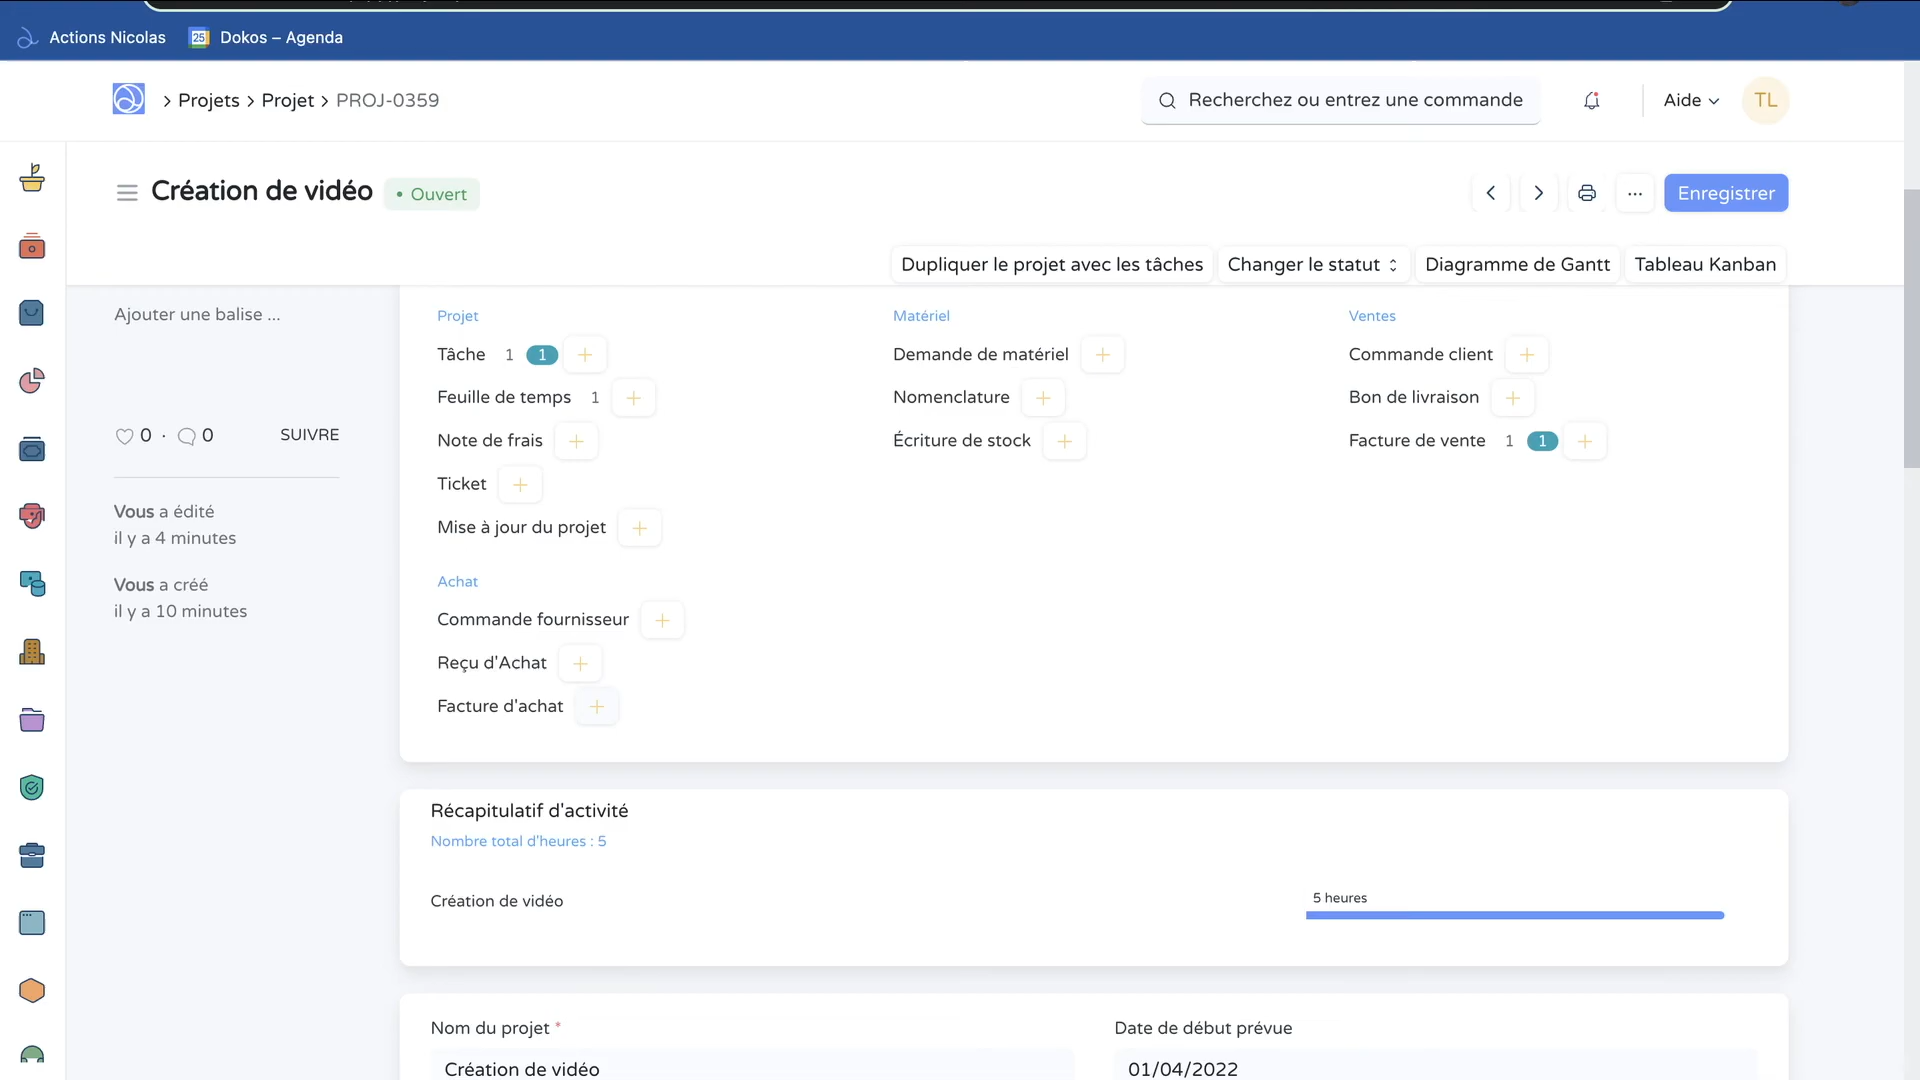 Actions Nicolas
25 Dokos – Agenda
Projets Projet PROJ-0359
Recherchez ou entrez une commande
Aide
TL
Création de vidéo
• Ouvert
...
Enregistrer
Dupliquer le projet avec les tâches
Changer le statut
Diagramme de Gantt
Tableau Kanban
Ajouter une balise ...
0 · 0
SUIVRE
Vous a édité
il y a 4 minutes
Vous a créé
il y a 10 minutes
Projet
Tâche 1 1 +
Feuille de temps 1 +
Note de frais +
Ticket +
Mise à jour du projet +
Matériel
Demande de matériel +
Nomenclature +
Écriture de stock +
Ventes
Commande client +
Bon de livraison +
Facture de vente 1 1 +
Achat
Commande fournisseur +
Reçu d'Achat +
Facture d'achat +
Récapitulatif d'activité
Nombre total d'heures : 5
Création de vidéo
5 heures
Nom du projet *
Création de vidéo
Date de début prévue
01/04/2022